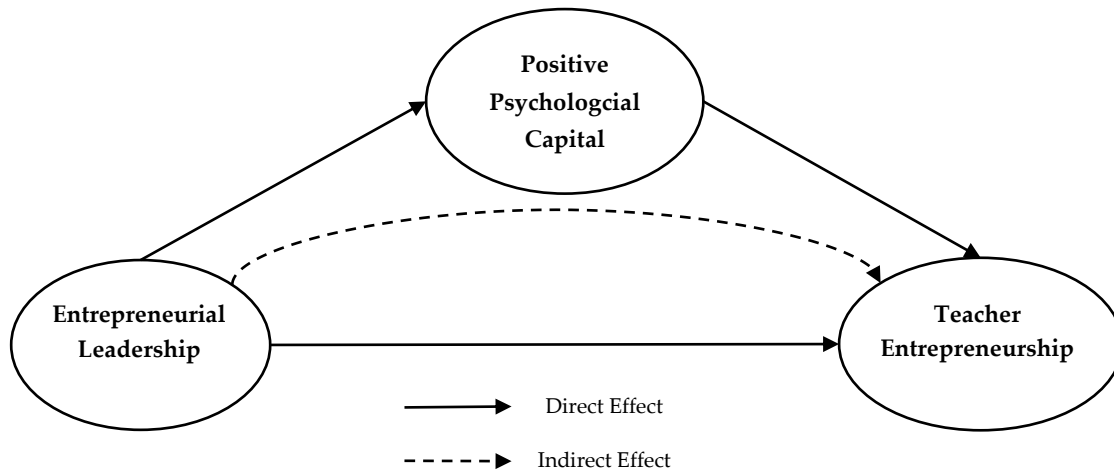 Positive
Psychologcial
Capital
Entrepreneurial
Leadership
Teacher
Entrepreneurship
Direct Effect
Indirect Effect